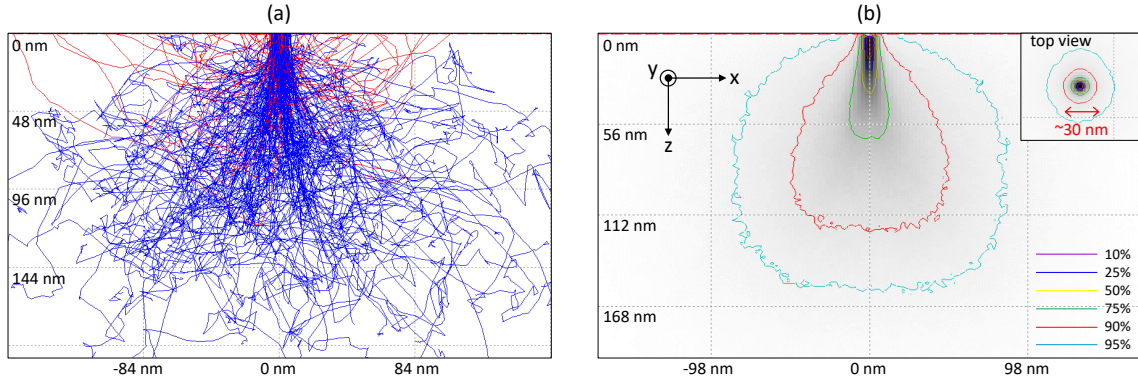 (a)
0 nm
48 nm
96 nm
144 nm
-84 nm
0 nm
84 nm
(b)
0 nm
56 nm
112 nm
168 nm
y
x
z
top view
~30 nm
10%
25%
50%
75%
90%
95%
-98 nm
0 nm
98 nm